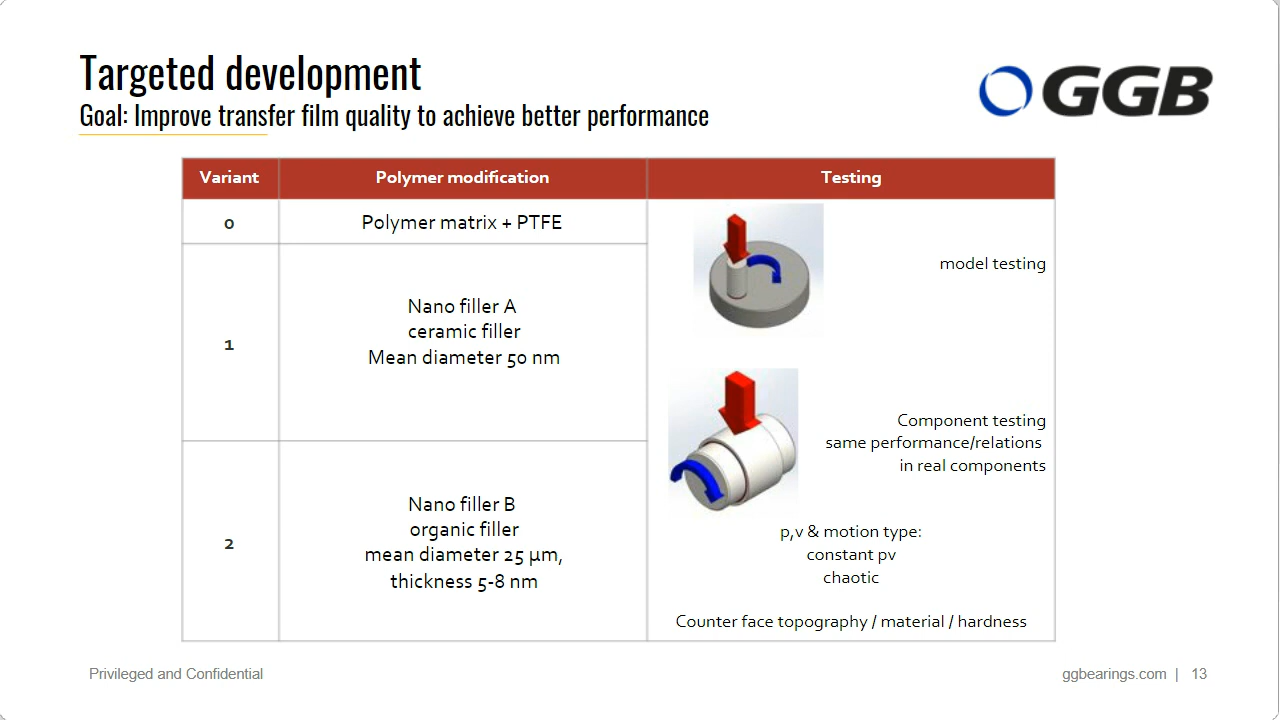 Targeted development
Goal: Improve transfer film quality to achieve better performance
GGB
Variant
Polymer modification
Testing
0
Polymer matrix + PTFE
model testing
1
Nano filler A
ceramic filler
Mean diameter 50 nm
Component testing
same performance/relations
in real components
2
Nano filler B
organic filler
mean diameter 25 µm,
thickness 5-8 nm
p,v & motion type:
constant pv
chaotic
Counter face topography / material / hardness
Privileged and Confidential
ggbearings.com | 13